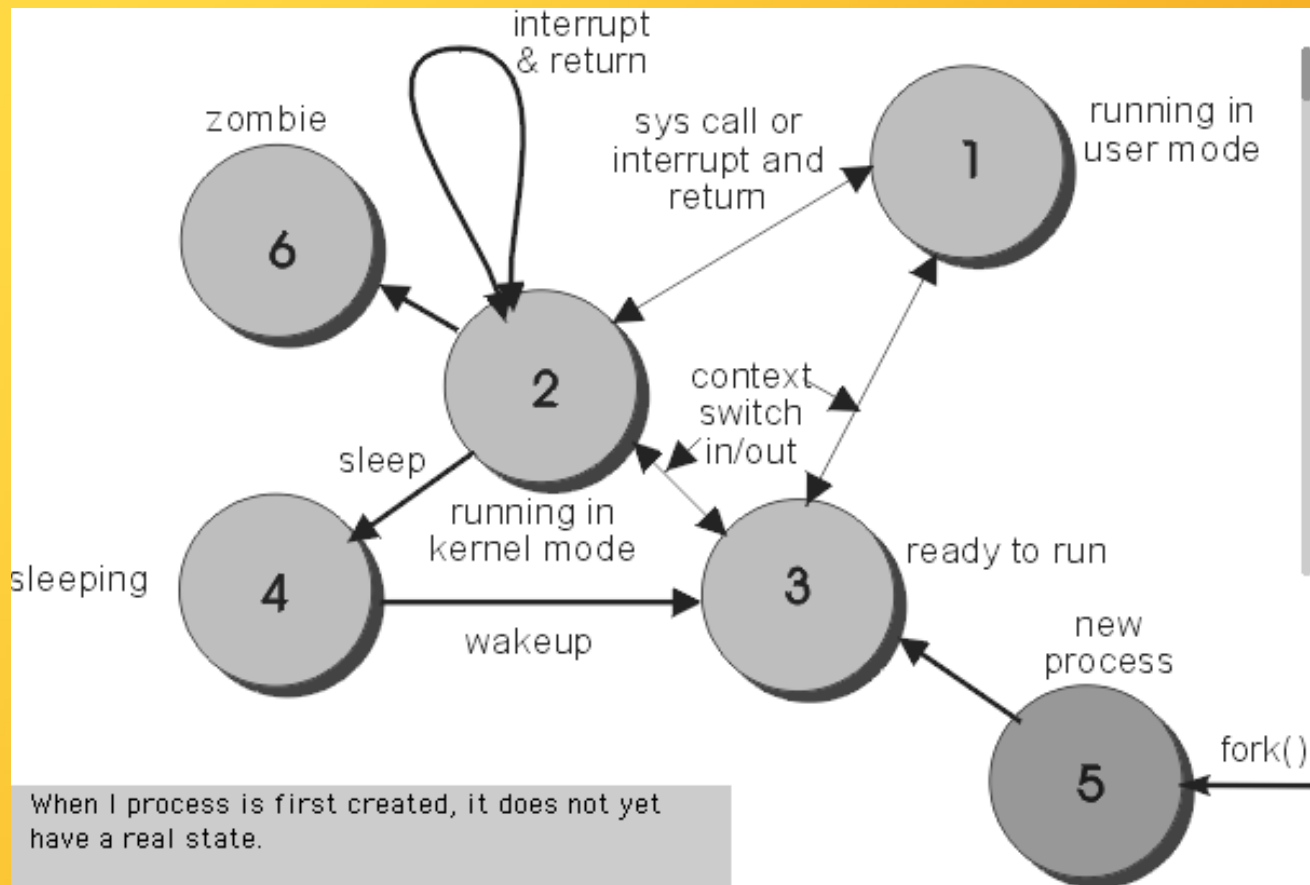 interrupt
& return
zombie
6
sys call or
interrupt and
return
1
running in
user mode
2
context
switch
in/out
sleep
running in
kernel mode
sleeping
4
wakeup
3
ready to run
new
process
5
fork()
When I process is first created, it does not yet
have a real state.